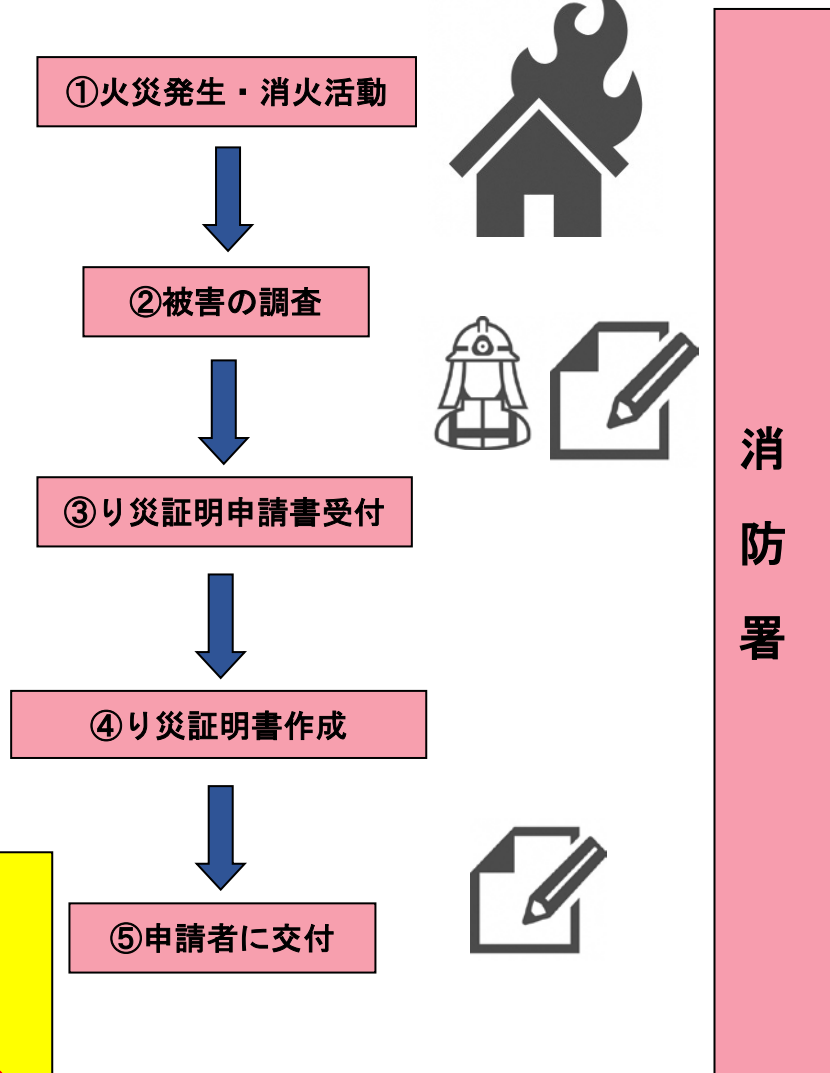 ①火災発生・消火活動
②被害の調査
③り災証明申請書受付
④り災証明書作成
⑤申請者に交付
消防署